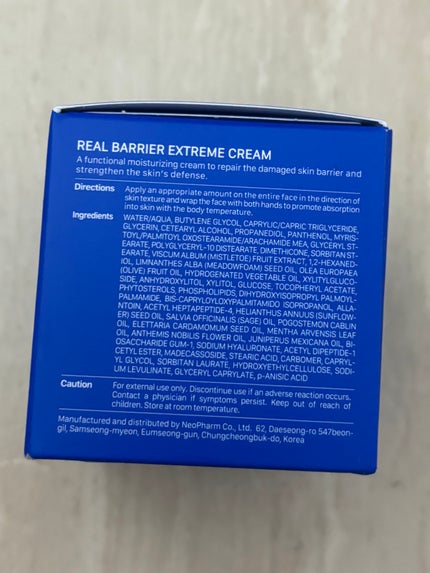 REAL BARRIER EXTREME CREAM
A functional moisturizing cream to repair the damaged skin barrier and
strengthen the skin's defense.
Directions Apply an appropriate amount on the entire face in the direction of
skin texture and wrap the face with both hands to promote absorption
into skin with the body temperature.
Ingredients WATER/AQUA, BUTYLENE GLYCOL, CAPRYLIC/CAPRIC TRIGLYCERIDE,
GLYCERIN, CETEARYL ALCOHOL, PROPANEDIOL, PANTHENOL, MYRIS-
TOYL/PALMITOYL OXOSTEARAMIDE/ARACHAMIDE MEA, GLYCERYL ST-
EARATE, POLYGLYCERYL-10 DISTEARATE, DIMETHICONE, SORBITAN ST-
EARATE, VISCUM ALBUM (MISTLETOE) FRUIT EXTRACT, 1,2-HEXANED-
IOL, LIMNANTHES ALBA (MEADOWFOAM) SEED OIL, OLEA EUROPAEA
(OLIVE) FRUIT OIL, HYDROGENATED VEGETABLE OIL, XYLITYLGLUCO-
SIDE, ANHYDROXYLITOL, XYLITOL, GLUCOSE, TOCOPHERYL ACETATE,
PHYTOSTEROLS, PHOSPHOLIPIDS, DIHYDROXYISOPROPYL PALMOYL-
PALMAMIDE, BIS-CAPRYLOYLOXYPALMITAMIDO ISOPROPANOL, ALLA-
NTOIN, ACETYL HEPTAPEPTIDE-4, HELIANTHUS ANNUUS (SUNFLOW-
ER) SEED OIL, SALVIA OFFICINALIS (SAGE) OIL, POGOSTEMON CABLIN
OIL, ELETTARIA CARDAMOMUM SEED OIL, MENTHA ARVENSIS LEAF
OIL, ANTHEMIS NOBILIS FLOWER OIL, JUNIPERUS MEXICANA OIL, BI-
OSACCHARIDE GUM-1, SODIUM HYALURONATE, ACETYL DIPEPTIDE-1
CETYL ESTER, MADECASSOSIDE, STEARIC ACID, CARBOMER, CAPRYL-
YL GLYCOL, SORBITAN LAURATE, HYDROXYETHYLCELLULOSE, SODI-
UM LEVULINATE, GLYCERYL CAPRYLATE, p-ANISIC ACID
Caution For external use only. Discontinue use if an adverse reaction occurs.
Contact a physician if symptoms persist. Keep out of reach of
children. Store at room temperature.
Manufactured and distributed by NeoPharm Co., Ltd. 62, Daeseong-ro 547beon-
gil, Samseong-myeon, Eumseong-gun, Chungcheongbuk-do, Korea